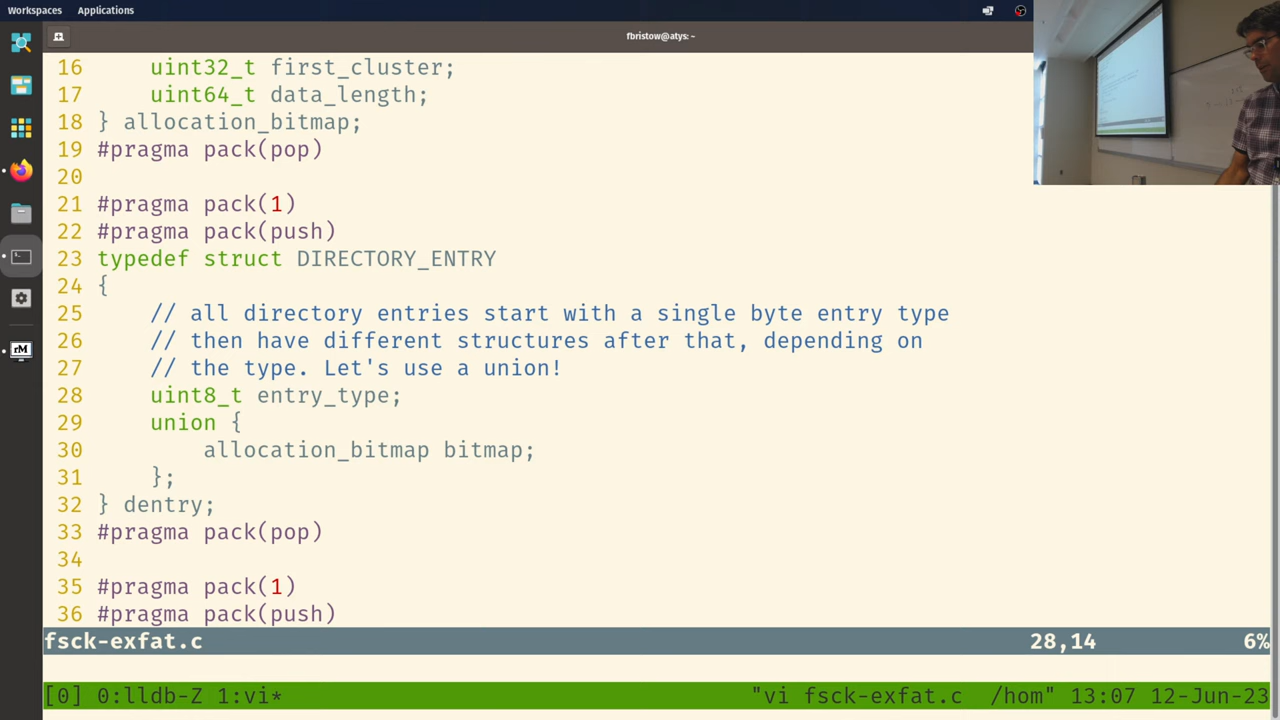 Workspaces Applications
fbristow@atys: ~
16 uint32_t first_cluster;
17 uint64_t data_length;
18 } allocation_bitmap;
19 #pragma pack(pop)
20
21 #pragma pack(1)
22 #pragma pack(push)
23 typedef struct DIRECTORY_ENTRY
24 {
25 // all directory entries start with a single byte entry type
26 // then have different structures after that, depending on
27 // the type. Let's use a union!
28 uint8_t entry_type;
29 union {
30 allocation_bitmap bitmap;
31 };
32 } dentry;
33 #pragma pack(pop)
34
35 #pragma pack(1)
36 #pragma pack(push)
fsck-exfat.c 28,14 6%
[0] 0:lldb-Z 1:vi* "vi fsck-exfat.c /hom" 13:07 12-Jun-23
rM